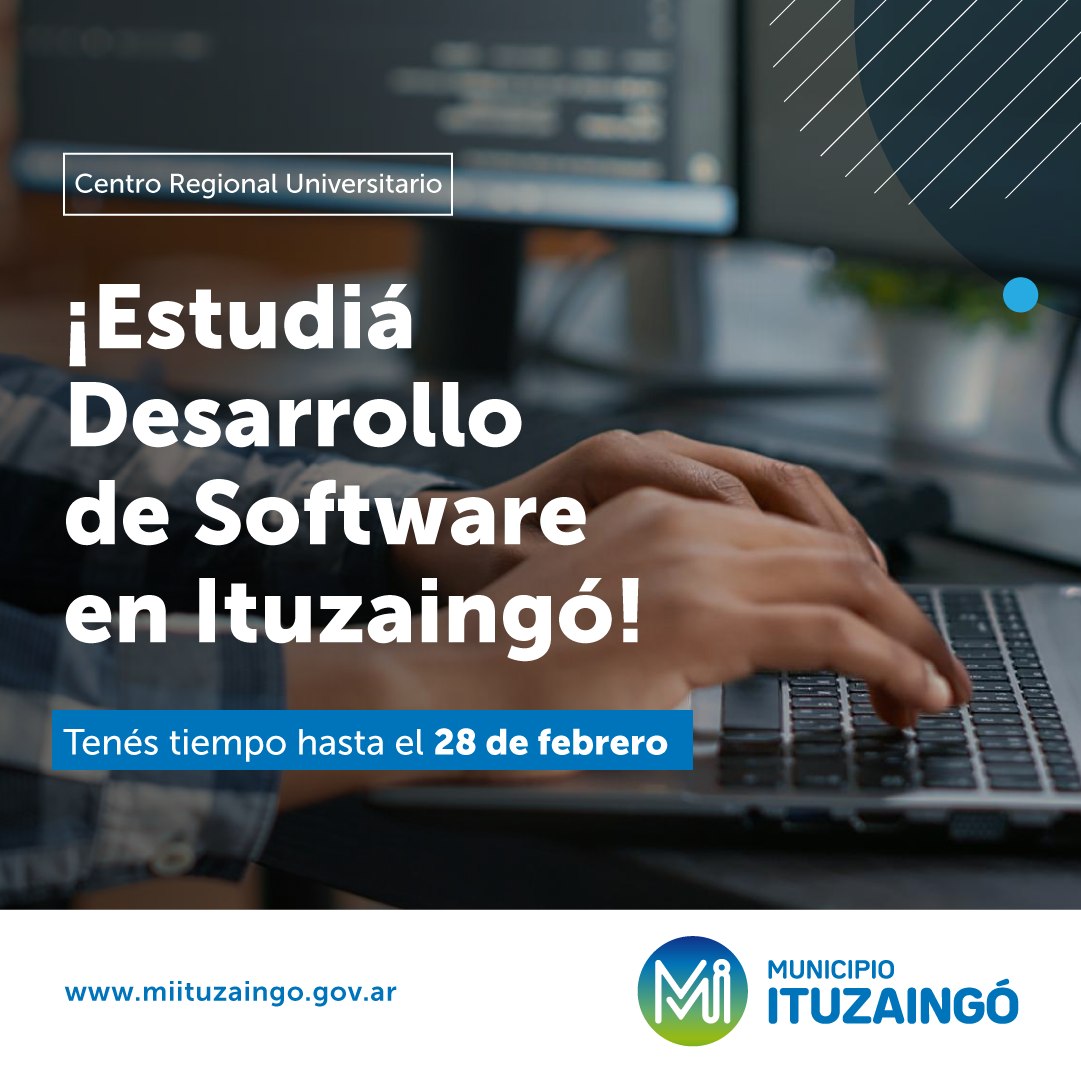 Centro Regional Universitario
¡Estudiá
Desarrollo
de Software
en Ituzaingó!
Tenés tiempo hasta el 28 de febrero
www.miituzaingo.gov.ar
Mi
MUNICIPIO
ITUZAINGÓ